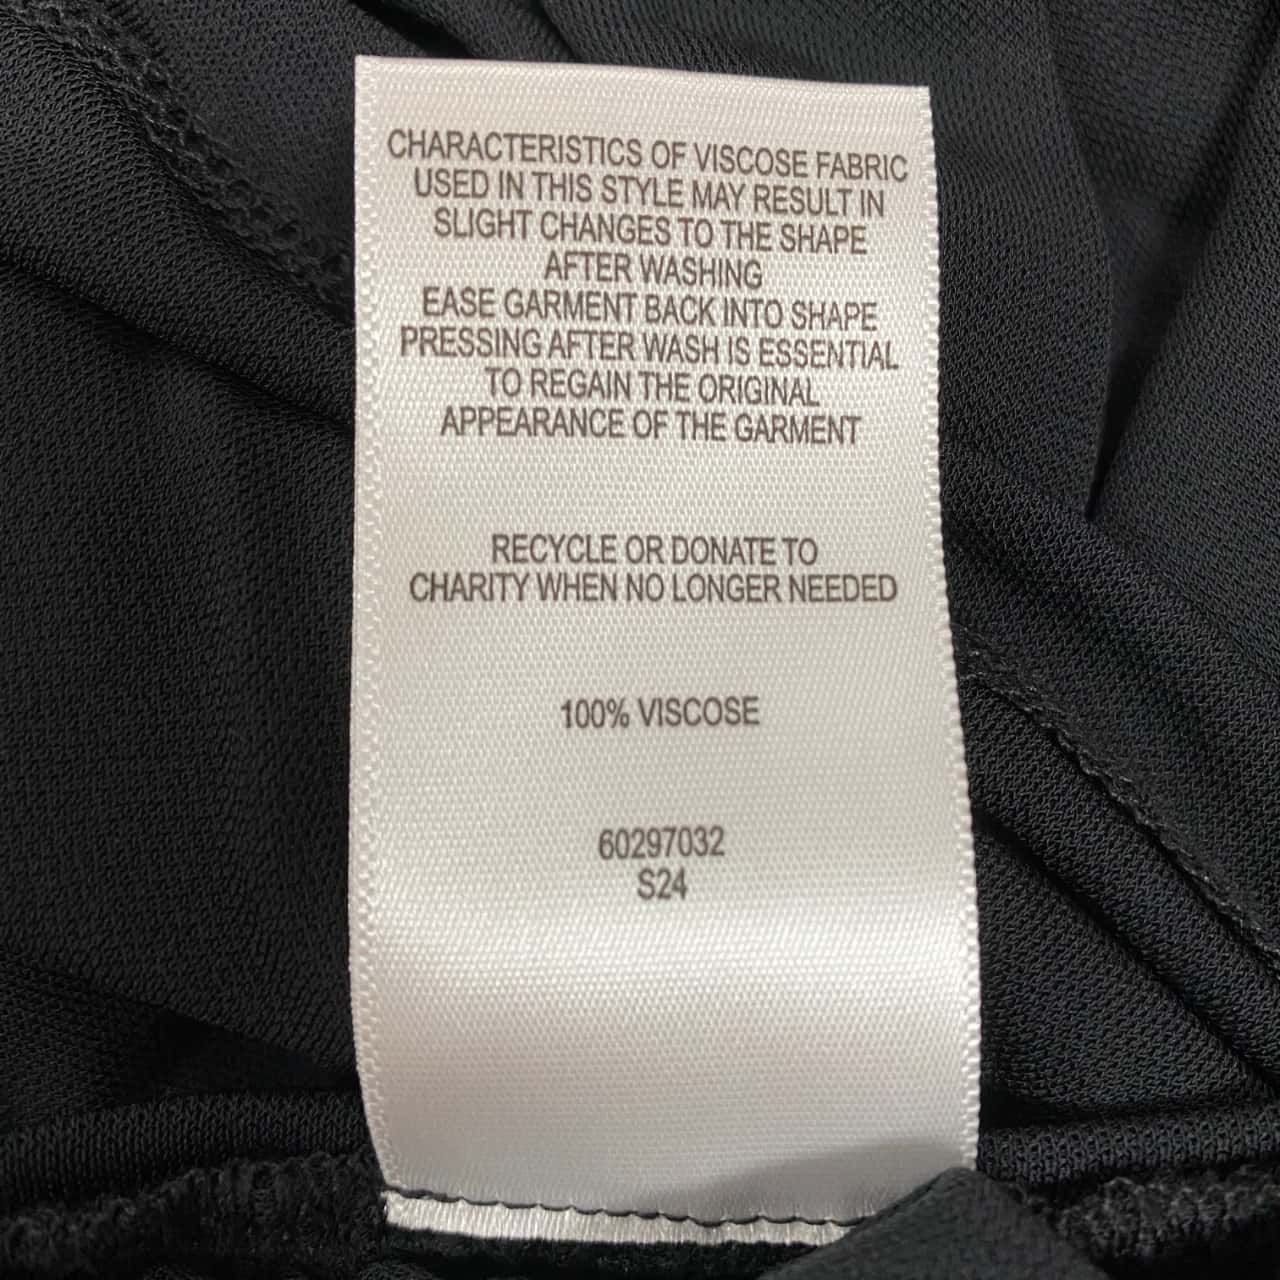 CHARACTERISTICS OF VISCOSE FABRIC
USED IN THIS STYLE MAY RESULT IN
SLIGHT CHANGES TO THE SHAPE
AFTER WASHING
EASE GARMENT BACK INTO SHAPE
PRESSING AFTER WASH IS ESSENTIAL
TO REGAIN THE ORIGINAL
APPEARANCE OF THE GARMENT
RECYCLE OR DONATE TO
CHARITY WHEN NO LONGER NEEDED
100% VISCOSE
60297032
S24